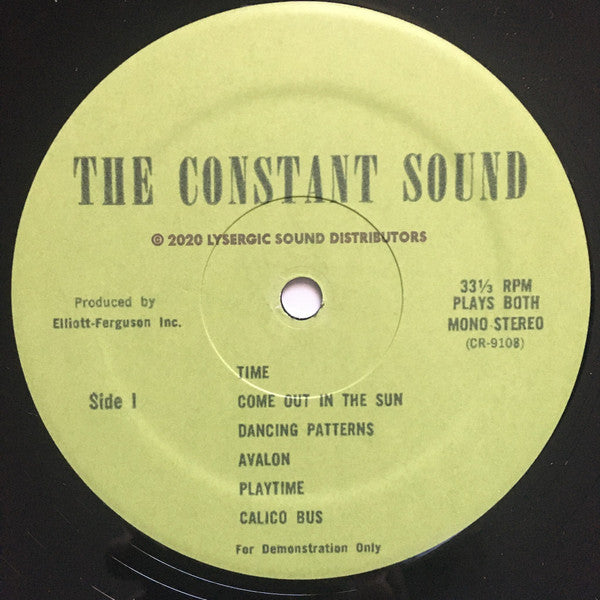 THE CONSTANT SOUND
© 2020 LYSERGIC SOUND DISTRIBUTORS
Produced by
Elliott-Ferguson Inc.
33⅓ RPM
PLAYS BOTH
MONO-STEREO
(CR-9108)
Side I
TIME
COME OUT IN THE SUN
DANCING PATTERNS
AVALON
PLAYTIME
CALICO BUS
For Demonstration Only